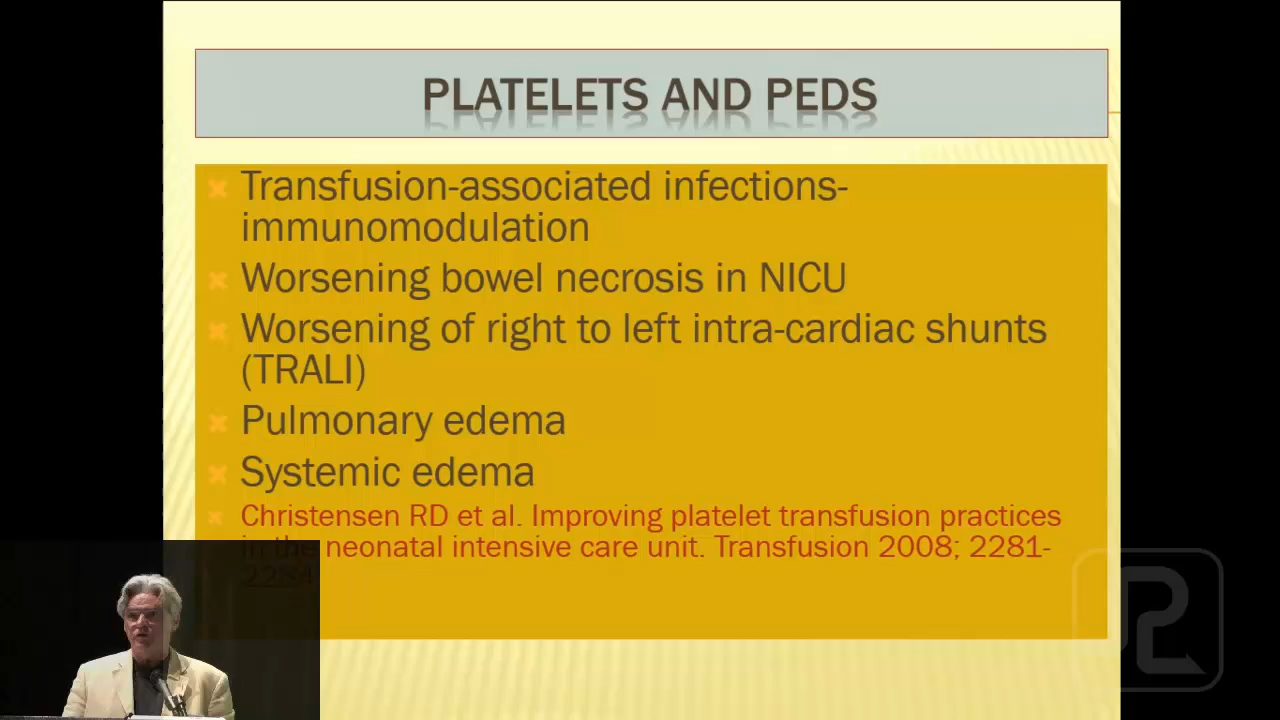 PLATELETS AND PEDS
Transfusion-associated infections-
immunomodulation
Worsening bowel necrosis in NICU
Worsening of right to left intra-cardiac shunts
(TRALI)
Pulmonary edema
Systemic edema
Christensen RD et al. Improving platelet transfusion practices
in the neonatal intensive care unit. Transfusion 2008; 2281-